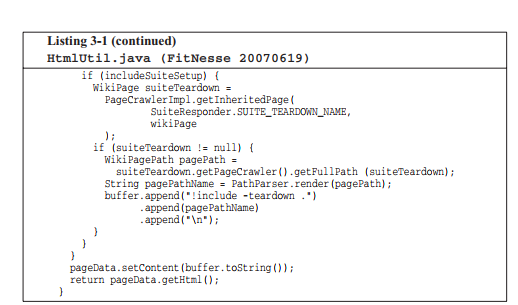 Listing 3-1 (continued)
HtmlUtil.java (FitNesse 20070619)
if (includeSuiteSetup) {
WikiPage suiteTeardown =
PageCrawlerImpl.getInheritedPage(
SuiteResponder.SUITE_TEARDOWN_NAME,
wikiPage
);
if (suiteTeardown != null) {
WikiPagePath pagePath =
suiteTeardown.getPageCrawler().getFullPath (suiteTeardown);
String pagePathName = PathParser.render(pagePath);
buffer.append("!include -teardown .")
.append(pagePathName)
.append("\n");
}
}
}
pageData.setContent(buffer.toString());
return pageData.getHtml();
}